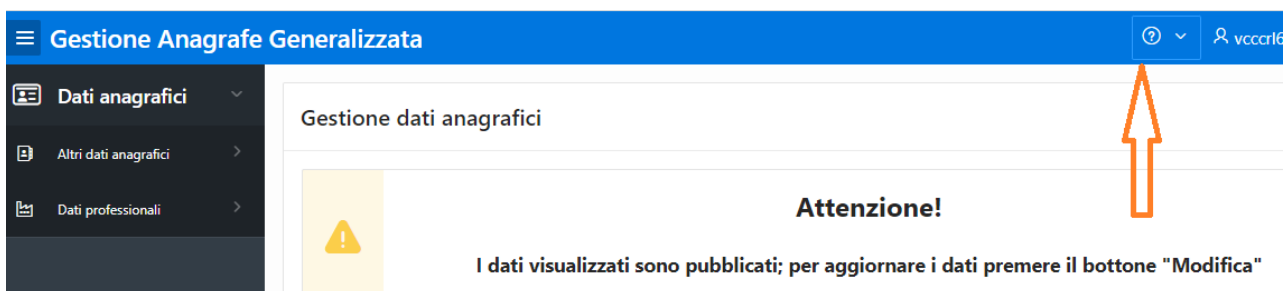 Gestione Anagrafe Generalizzata
vcccrl6
Dati anagrafici
Gestione dati anagrafici
Altri dati anagrafici
Dati professionali
Attenzione!
I dati visualizzati sono pubblicati; per aggiornare i dati premere il bottone "Modifica"